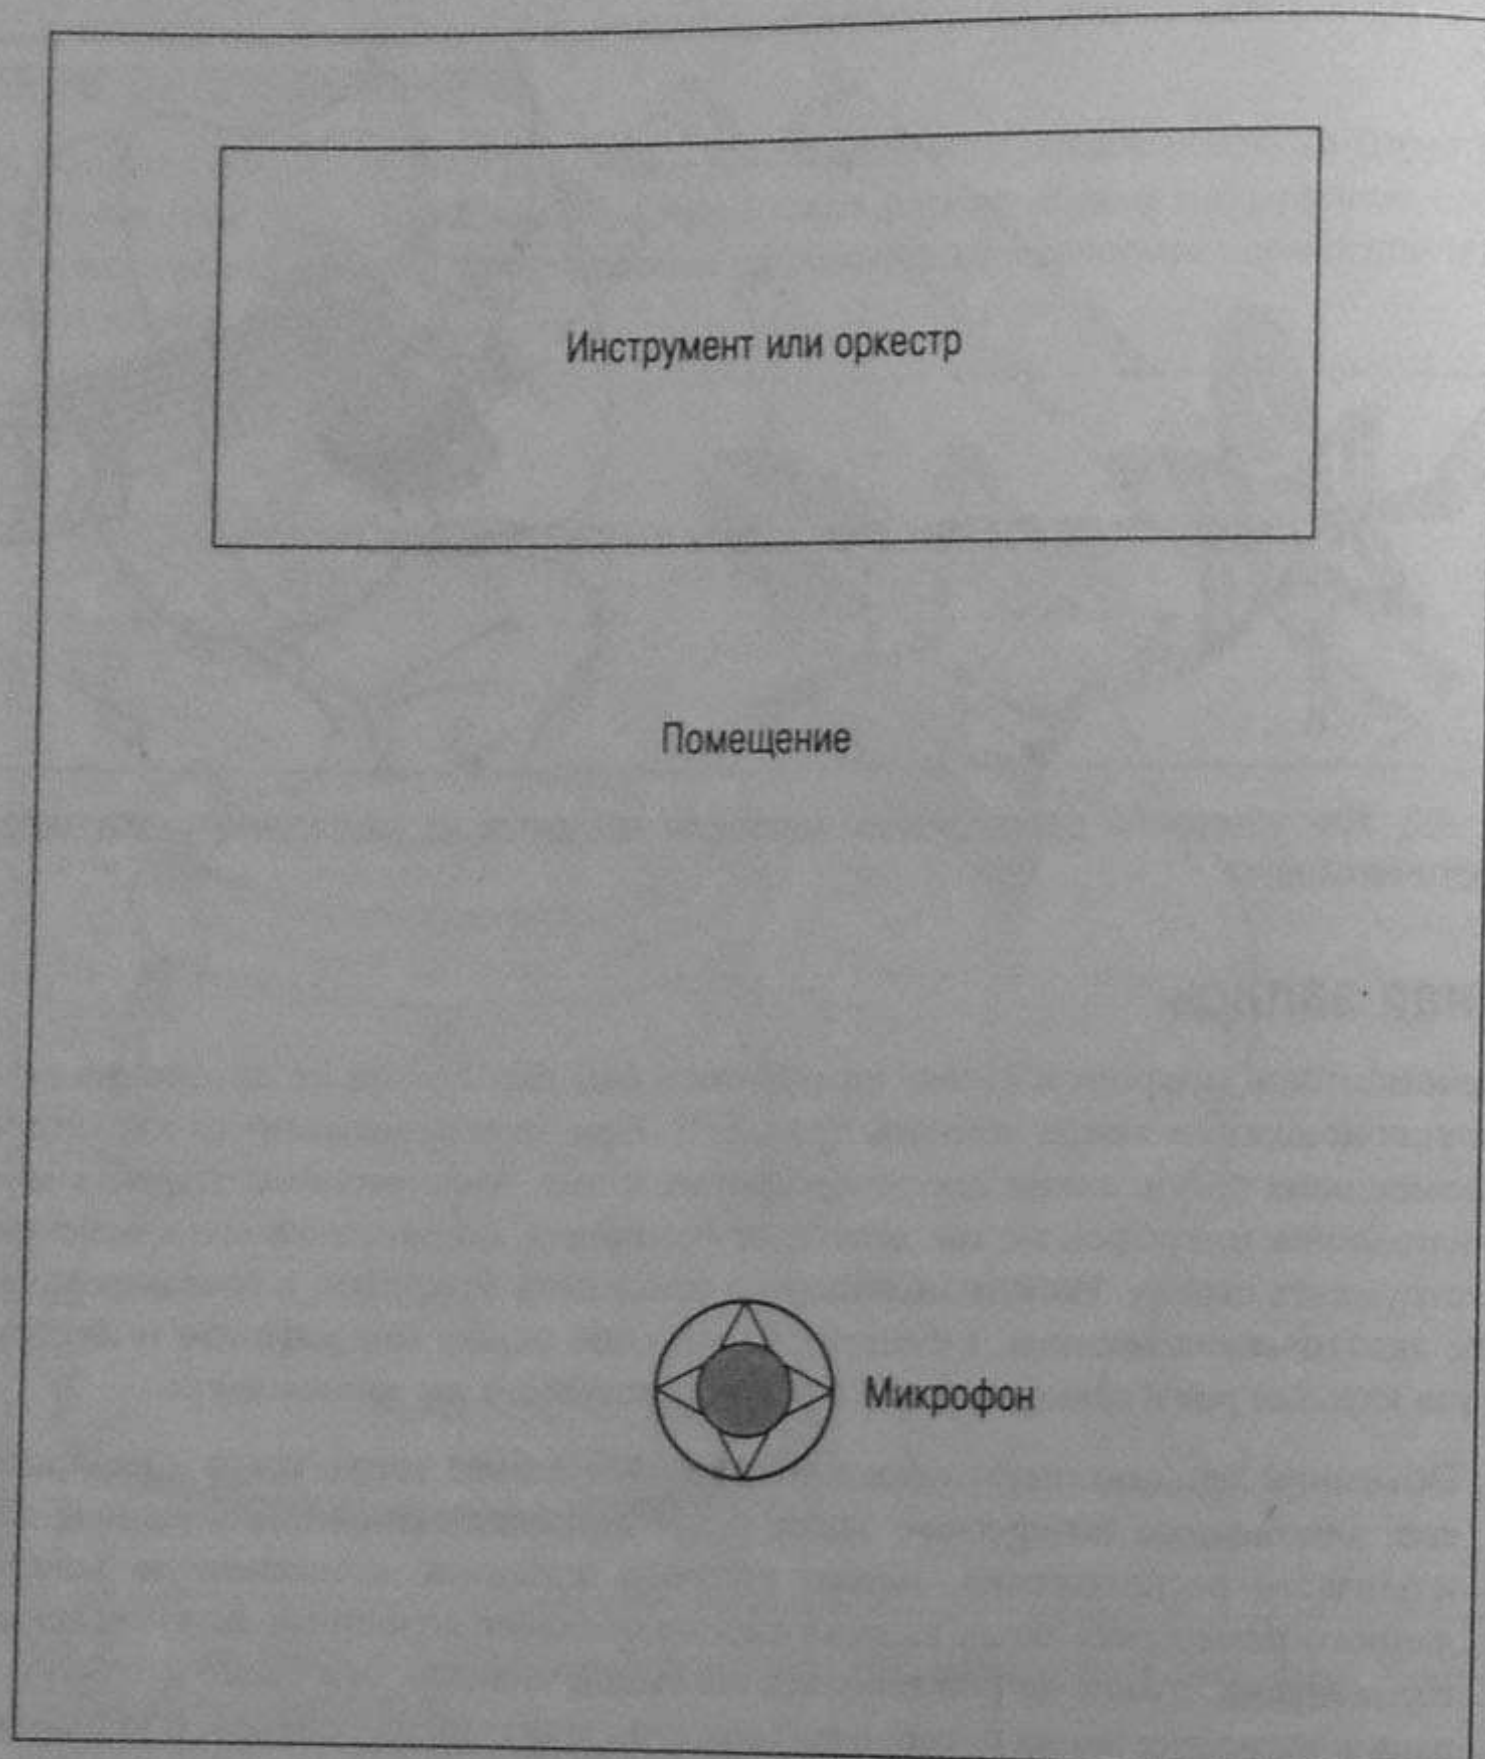 Инструмент или оркестр
Помещение
Микрофон